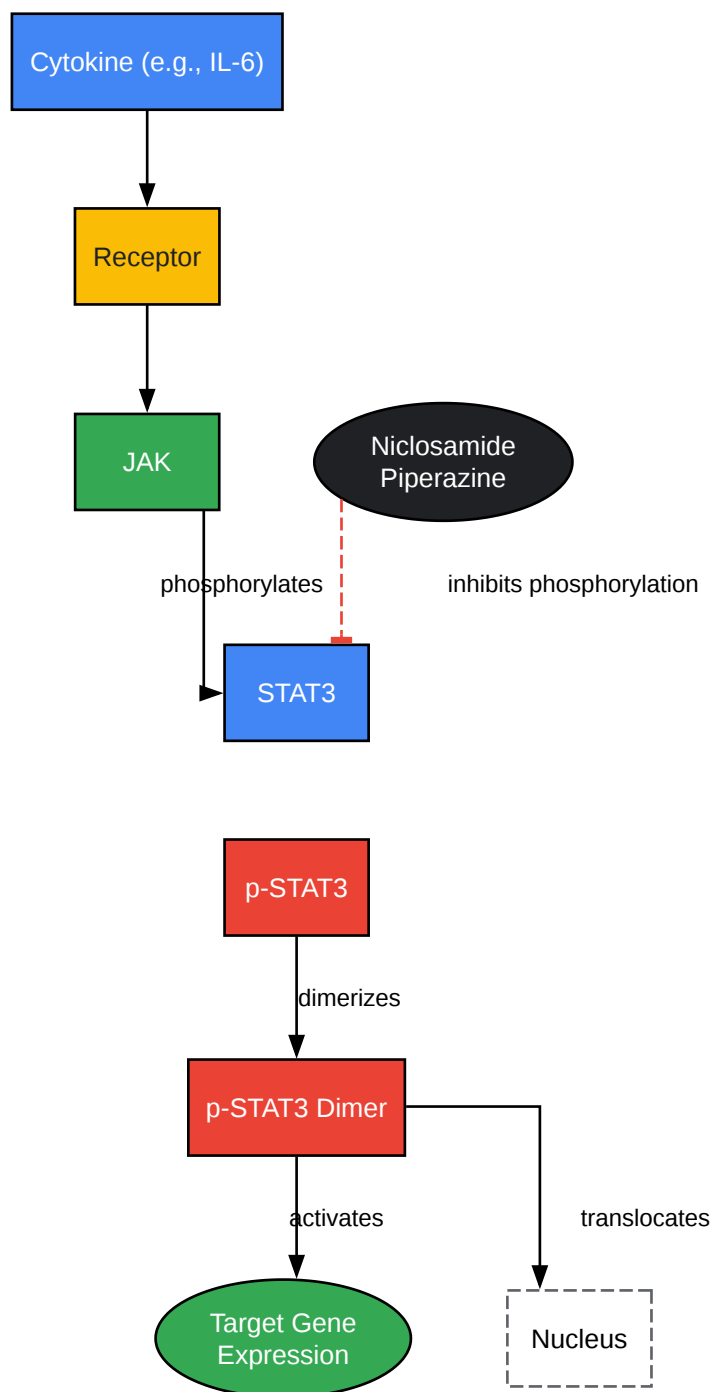 Cytokine (e.g., IL-6)
Receptor
JAK
Niclosamide
Piperazine
phosphorylates
inhibits phosphorylation
STAT3
p-STAT3
dimerizes
p-STAT3 Dimer
activates
translocates
Target Gene
Expression
Nucleus